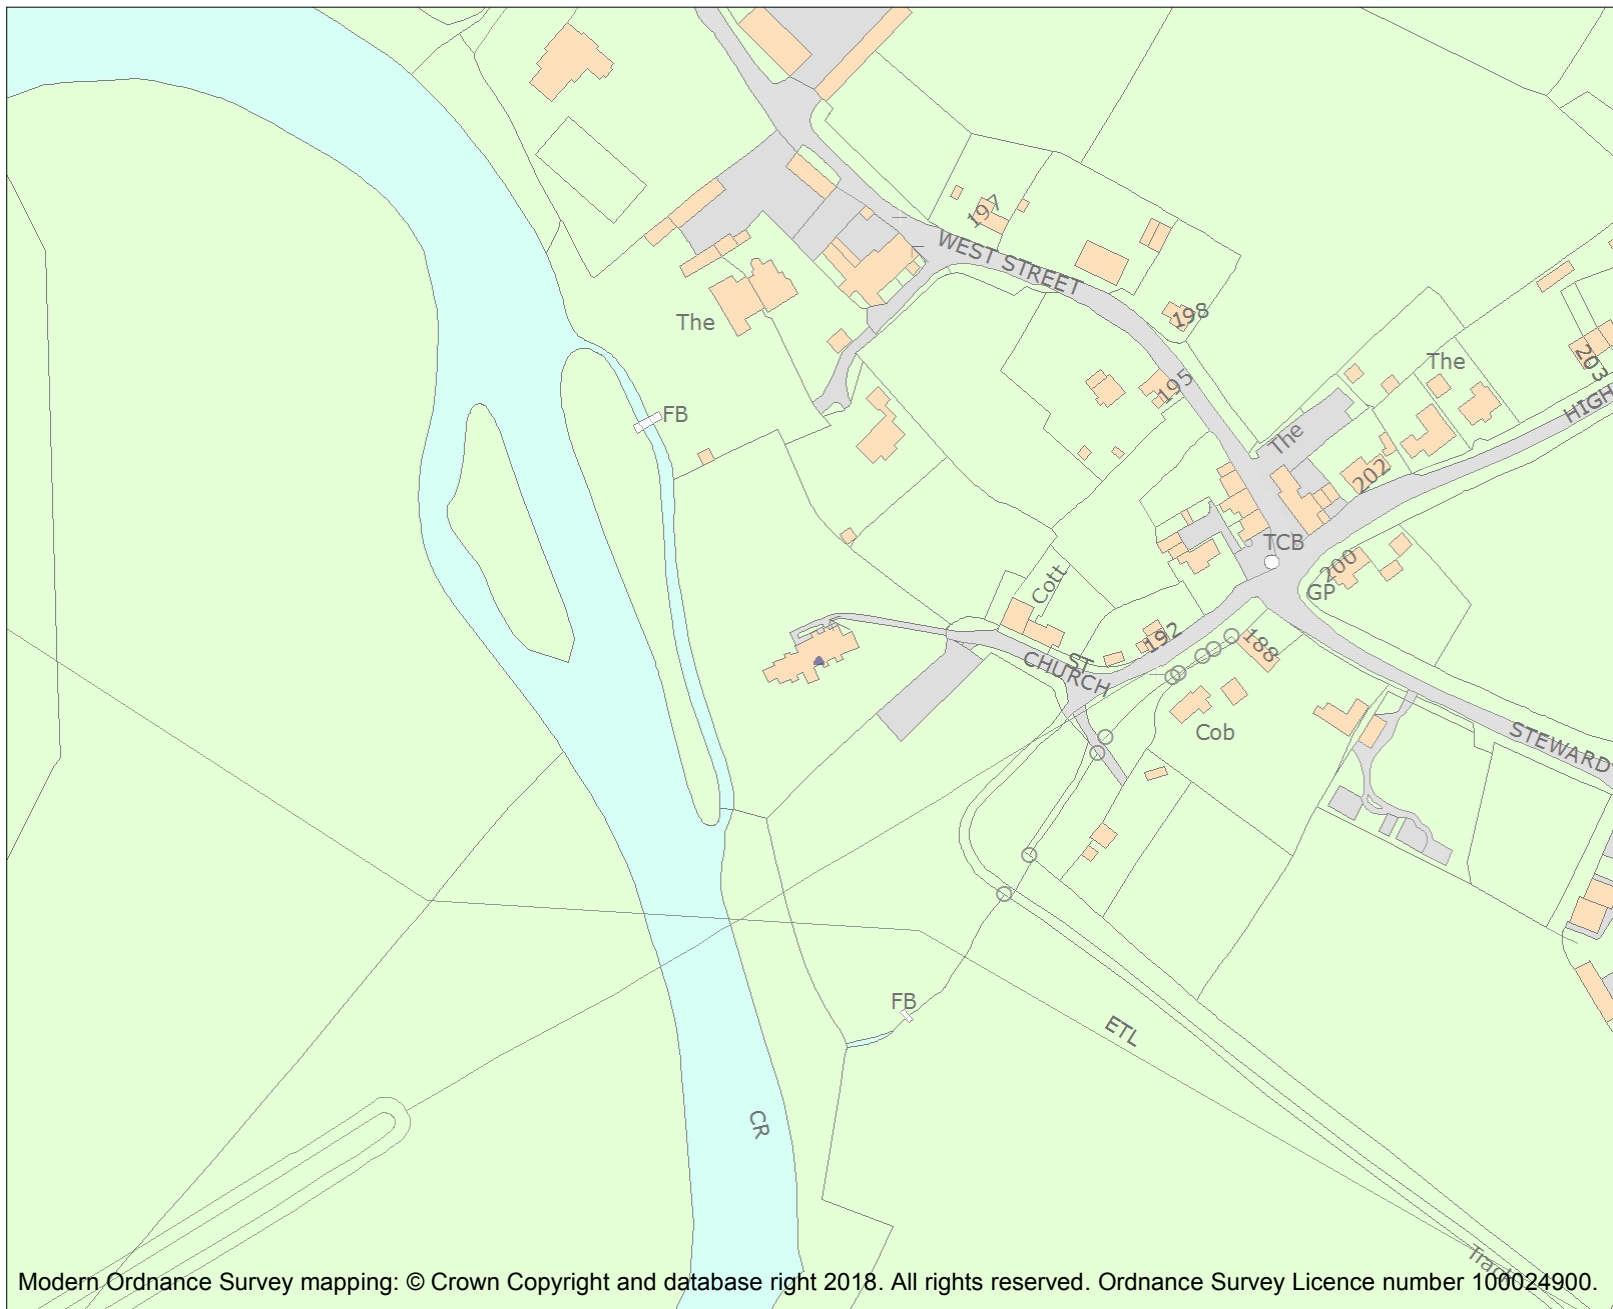 197
WEST STREET
198
The
The
203
HIGH
195
FB
The
202
TCB
200
GP
Cott
192
188
ST
CHURCH
Cob
STEWARD
FB
ETL
CR
Track
Modern Ordnance Survey mapping: © Crown Copyright and database right 2018. All rights reserved. Ordnance Survey Licence number 100024900.